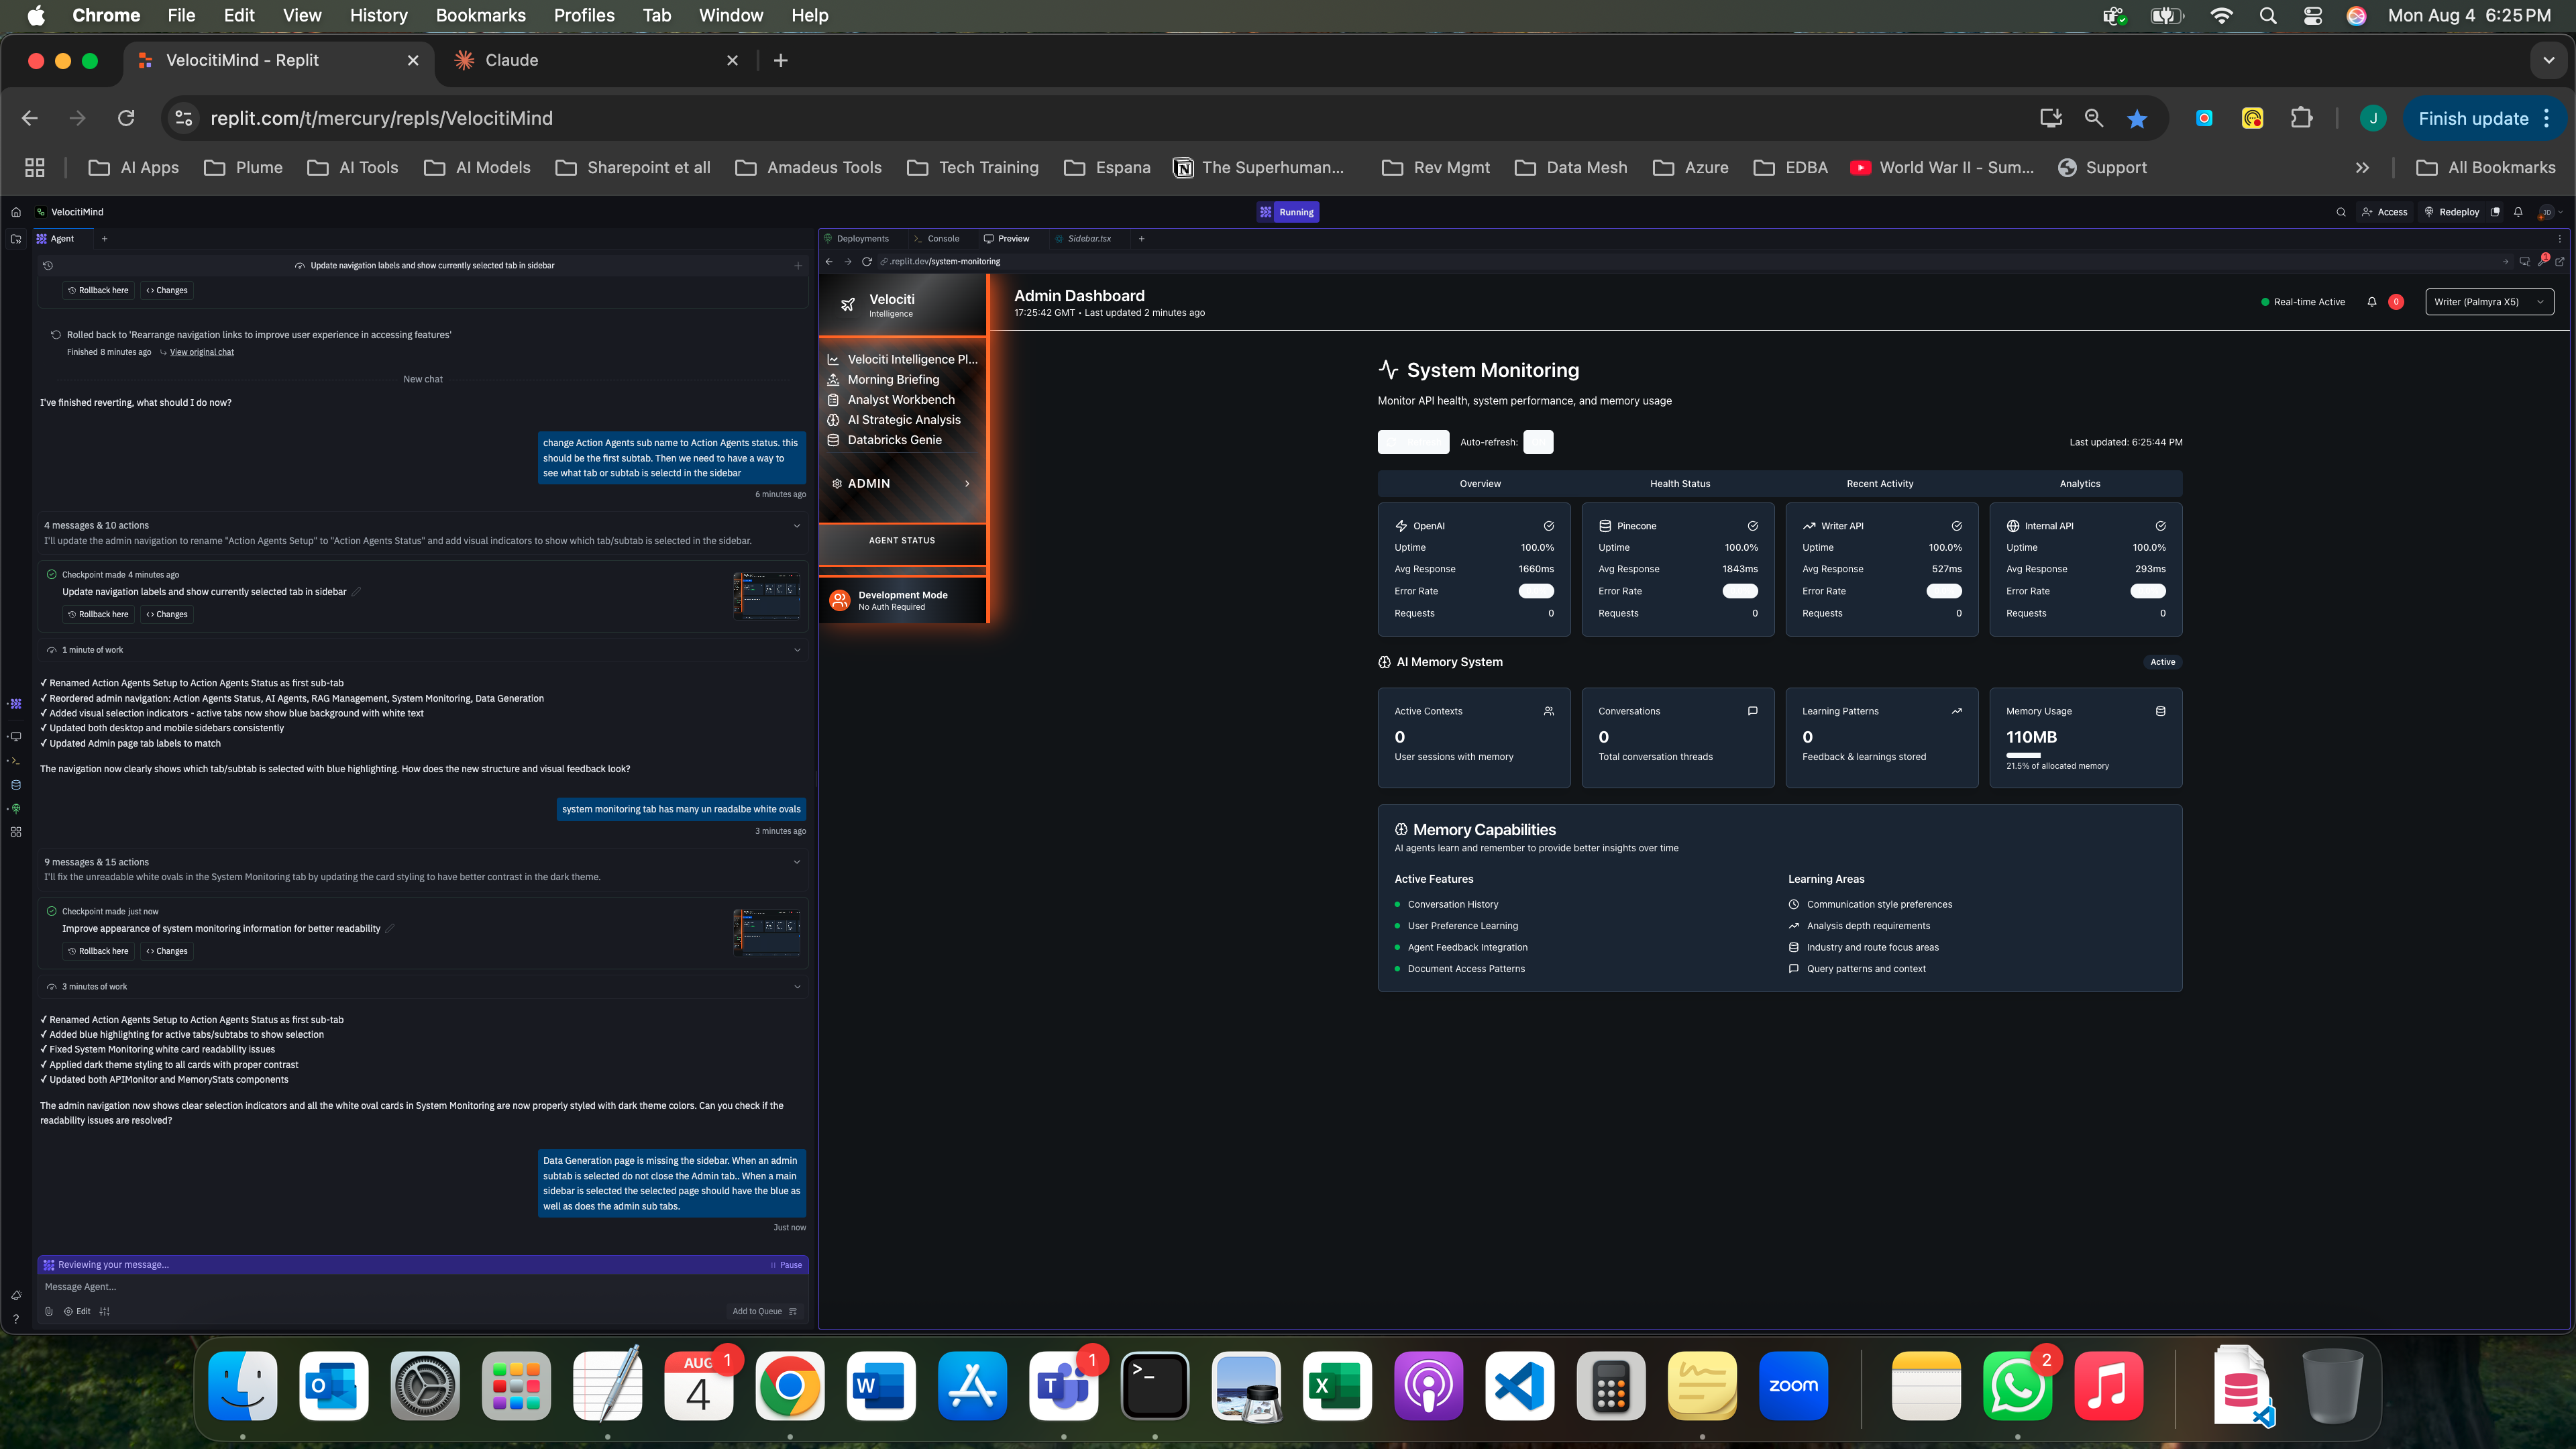 Chrome File Edit View History Bookmarks Profiles Tab Window Help
Mon Aug 4 6:25 PM
VelocitiMind - Replit
Claude
replit.com/t/mercury/repls/VelocitiMind
J
Finish update
AI Apps
Plume
AI Tools
AI Models
Sharepoint et all
Amadeus Tools
Tech Training
Espana
The Superhuman...
Rev Mgmt
Data Mesh
Azure
EDBA
World War II - Sum...
Support
All Bookmarks
VelocitiMind
Running
Access
Redeploy
JD
Agent
Update navigation labels and show currently selected tab in sidebar
Rollback here
Changes
Rolled back to 'Rearrange navigation links to improve user experience in accessing features'
Finished 8 minutes ago
View original chat
New chat
I've finished reverting, what should I do now?
change Action Agents sub name to Action Agents status. this
should be the first subtab. Then we need to have a way to
see what tab or subtab is selectd in the sidebar
6 minutes ago
4 messages & 10 actions
I'll update the admin navigation to rename "Action Agents Setup" to "Action Agents Status" and add visual indicators to show which tab/subtab is selected in the sidebar.
Checkpoint made 4 minutes ago
Update navigation labels and show currently selected tab in sidebar
Rollback here
Changes
1 minute of work
✓ Renamed Action Agents Setup to Action Agents Status as first sub-tab
✓ Reordered admin navigation: Action Agents Status, AI Agents, RAG Management, System Monitoring, Data Generation
✓ Added visual selection indicators - active tabs now show blue background with white text
✓ Updated both desktop and mobile sidebars consistently
✓ Updated Admin page tab labels to match
The navigation now clearly shows which tab/subtab is selected with blue highlighting. How does the new structure and visual feedback look?
system monitoring tab has many un readalbe white ovals
3 minutes ago
9 messages & 15 actions
I'll fix the unreadable white ovals in the System Monitoring tab by updating the card styling to have better contrast in the dark theme.
Checkpoint made just now
Improve appearance of system monitoring information for better readability
Rollback here
Changes
3 minutes of work
✓ Renamed Action Agents Setup to Action Agents Status as first sub-tab
✓ Added blue highlighting for active tabs/subtabs to show selection
✓ Fixed System Monitoring white card readability issues
✓ Applied dark theme styling to all cards with proper contrast
✓ Updated both APIMonitor and MemoryStats components
The admin navigation now shows clear selection indicators and all the white oval cards in System Monitoring are now properly styled with dark theme colors. Can you check if the
readability issues are resolved?
Data Generation page is missing the sidebar. When an admin
subtab is selected do not close the Admin tab.. When a main
sidebar is selected the selected page should have the blue as
well as does the admin sub tabs.
Just now
Reviewing your message...
Pause
Message Agent...
Edit
Add to Queue
Deployments
Console
Preview
Sidebar.tsx
.replit.dev/system-monitoring
1
Velociti
Intelligence
Velociti Intelligence Pl...
Morning Briefing
Analyst Workbench
AI Strategic Analysis
Databricks Genie
ADMIN
AGENT STATUS
Development Mode
No Auth Required
Admin Dashboard
17:25:42 GMT • Last updated 2 minutes ago
Real-time Active
0
Writer (Palmyra X5)
System Monitoring
Monitor API health, system performance, and memory usage
Auto-refresh:
Last updated: 6:25:44 PM
Overview
Health Status
Recent Activity
Analytics
OpenAI
Uptime 100.0%
Avg Response 1660ms
Error Rate
Requests 0
Pinecone
Uptime 100.0%
Avg Response 1843ms
Error Rate
Requests 0
Writer API
Uptime 100.0%
Avg Response 527ms
Error Rate
Requests 0
Internal API
Uptime 100.0%
Avg Response 293ms
Error Rate
Requests 0
AI Memory System
Active
Active Contexts
0
User sessions with memory
Conversations
0
Total conversation threads
Learning Patterns
0
Feedback & learnings stored
Memory Usage
110MB
21.5% of allocated memory
Memory Capabilities
AI agents learn and remember to provide better insights over time
Active Features
Conversation History
User Preference Learning
Agent Feedback Integration
Document Access Patterns
Learning Areas
Communication style preferences
Analysis depth requirements
Industry and route focus areas
Query patterns and context
AUG
4
1
1
zoom
2